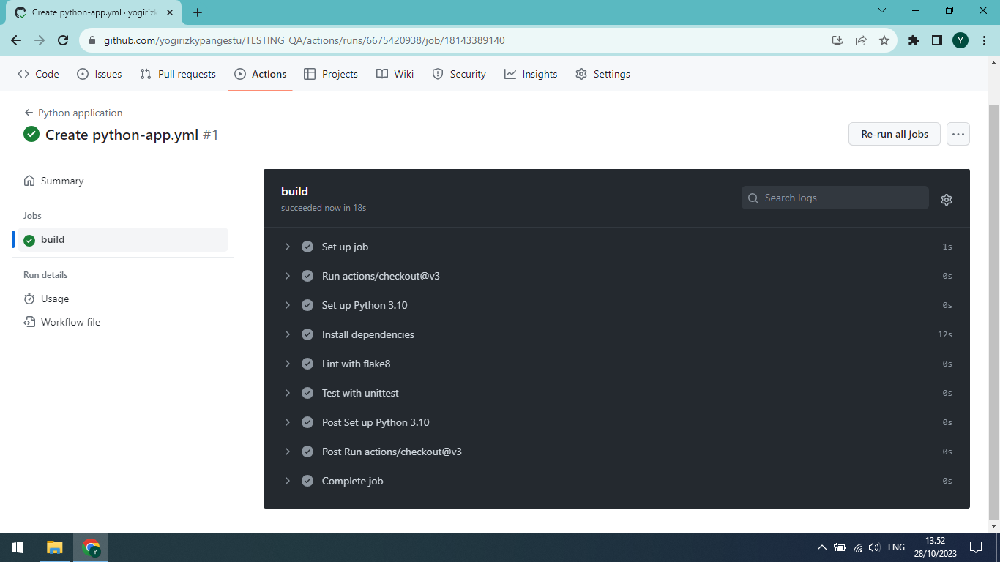 Create python-app.yml · yogirizk
github.com/yogirizkypangestu/TESTING_QA/actions/runs/6675420938/job/18143389140
Y
Code
Issues
Pull requests
Actions
Projects
Wiki
Security
Insights
Settings
Python application
Create python-app.yml #1
Re-run all jobs
Summary
Jobs
build
Run details
Usage
Workflow file
build
succeeded now in 18s
Search logs
Set up job 1s
Run actions/checkout@v3 0s
Set up Python 3.10 0s
Install dependencies 12s
Lint with flake8 0s
Test with unittest 0s
Post Set up Python 3.10 0s
Post Run actions/checkout@v3 0s
Complete job 0s
Y
ENG
13.52
28/10/2023